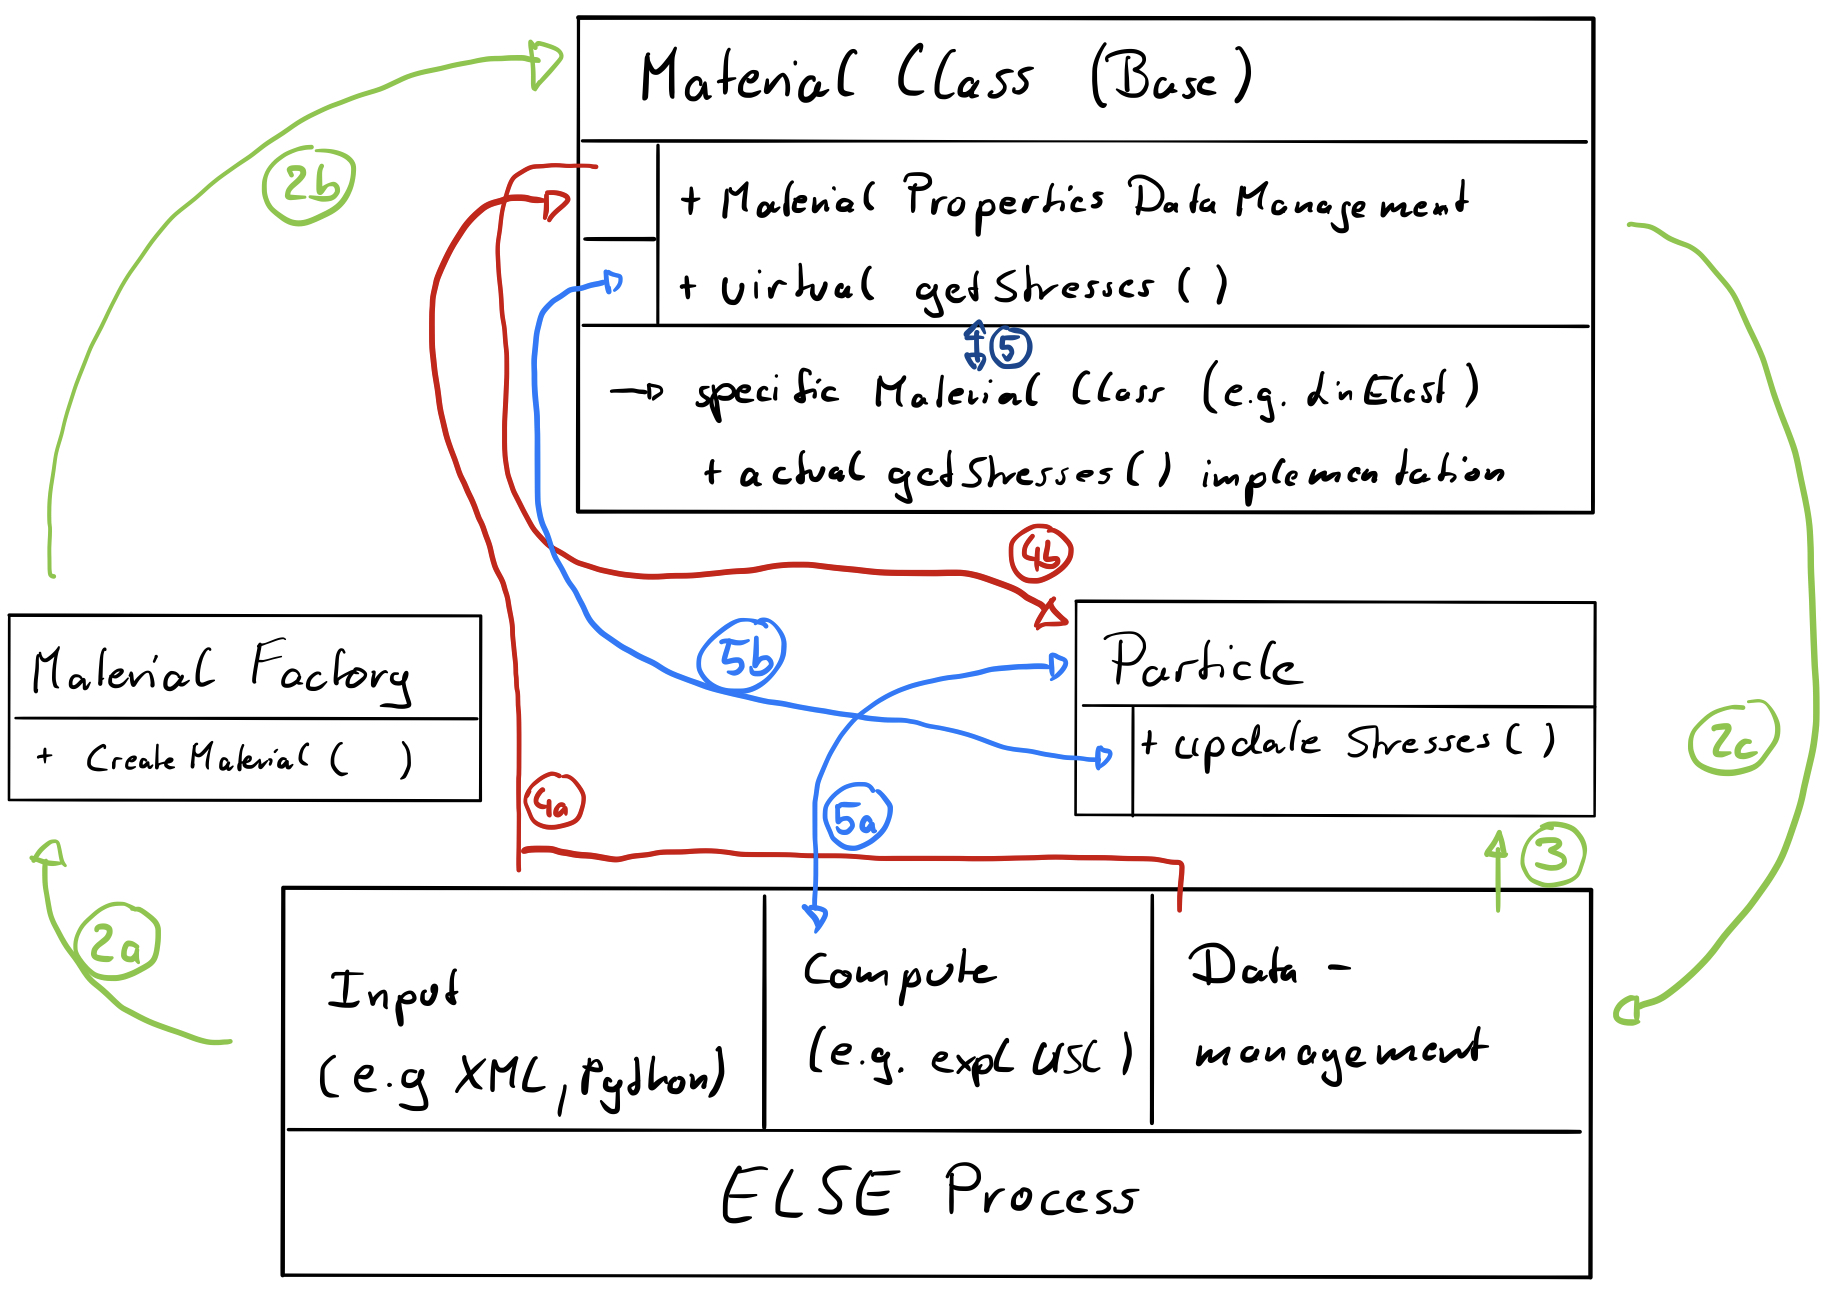 Material Class (Base)
2b
+ Material Properties Data Management
+ virtual getStresses ( )
5
→ specific Material Class (e.g. LinElast)
+ actual getStresses ( ) implementation
4b
Material Factory
+ Create Material ( )
5b
Particle
+ update Stresses ( )
2c
4a
5a
3
2a
Input
(e.g XML, Python)
Compute
(e.g. expl USL)
Data -
management
ELSE Process